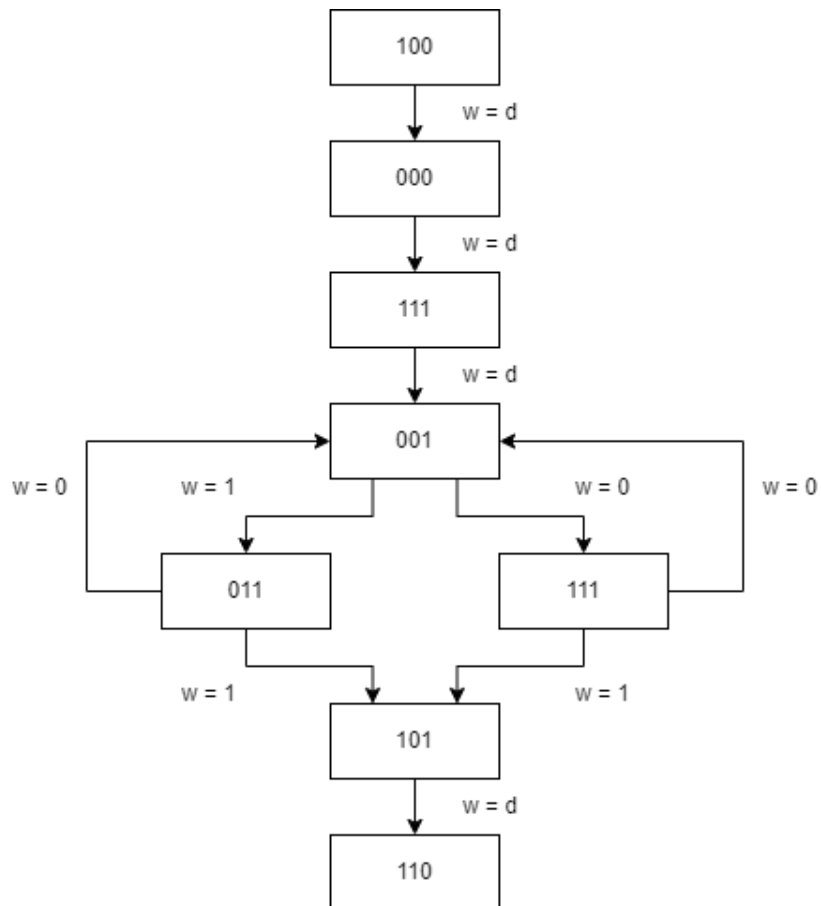 100
w = d
000
w = d
111
w = d
001
w = 0
w = 1
w = 0
w = 0
011
111
w = 1
w = 1
101
w = d
110